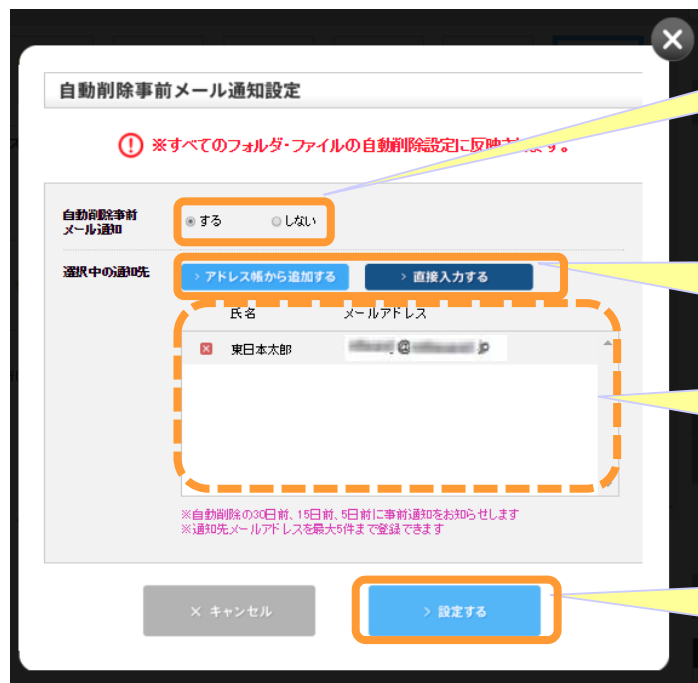 自動削除事前メール通知設定
※すべてのフォルダ・ファイルの自動削除設定に反映されます。
自動削除事前
メール通知
する しない
選択中の通知先
> アドレス帳から追加する > 直接入力する
氏名 メールアドレス
東日本太郎 @ jp
※自動削除の30日前、15日前、5日前に事前通知をお知らせします
※通知先メールアドレスを最大5件まで登録できます
× キャンセル > 設定する